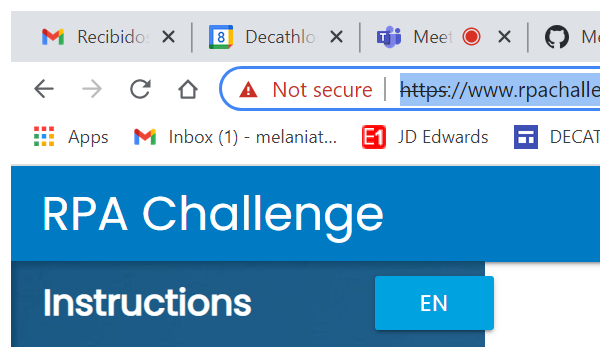 Recibidos Decathlo Meet Me
Not secure https://www.rpachalle
Apps Inbox (1) - melaniat... E1 JD Edwards DECAT
RPA Challenge
Instructions EN